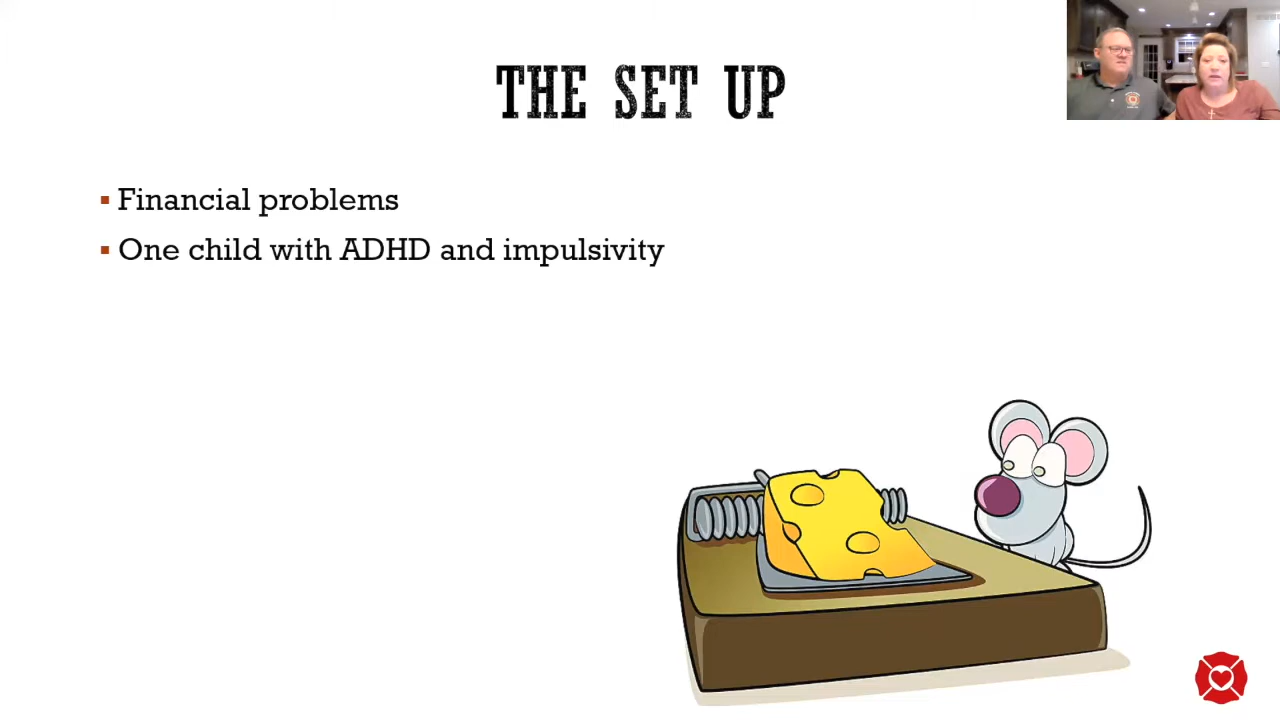 THE SET UP
Financial problems
One child with ADHD and impulsivity